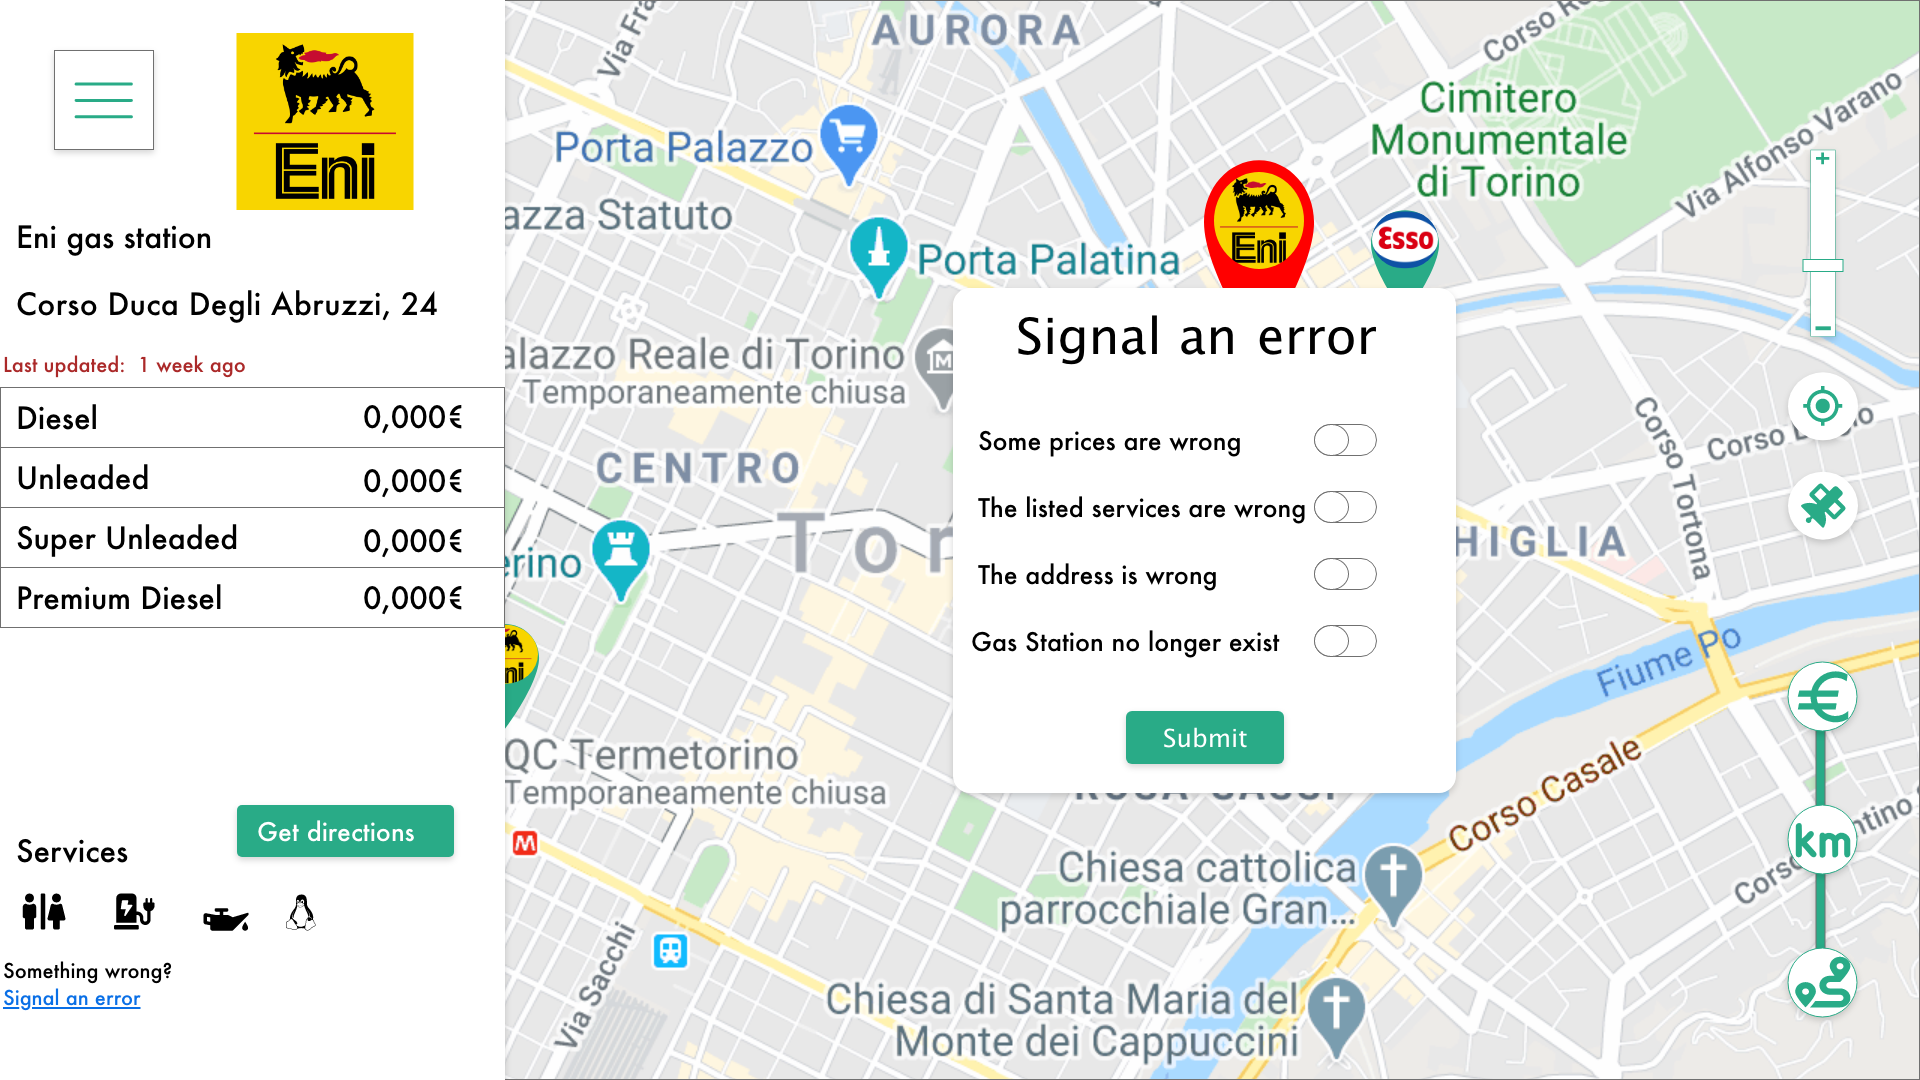 Eni
Eni gas station
Corso Duca Degli Abruzzi, 24
Last updated: 1 week ago
Diesel 0,000€
Unleaded 0,000€
Super Unleaded 0,000€
Premium Diesel 0,000€
Get directions
Services
Something wrong?
Signal an error
AURORA
Corso
Cimitero
Monumentale
di Torino
Via Alfonso Varano
Porta Palazzo
azza Statuto
Porta Palatina
Eni
Esso
+
−
alazzo Reale di Torino
Temporaneamente chiusa
M
Signal an error
Some prices are wrong
The listed services are wrong
The address is wrong
Gas Station no longer exist
Submit
CENTRO
Tor
erino
HIGLIA
Corso Tortona
Corso
Fiume Po
QC Termetorino
Temporaneamente chiusa
M
Corso Casale
Chiesa cattolica
parrocchiale Gran...
Via Sacchi
Chiesa di Santa Maria del
Monte dei Cappuccini
€
km
ntino
Corso